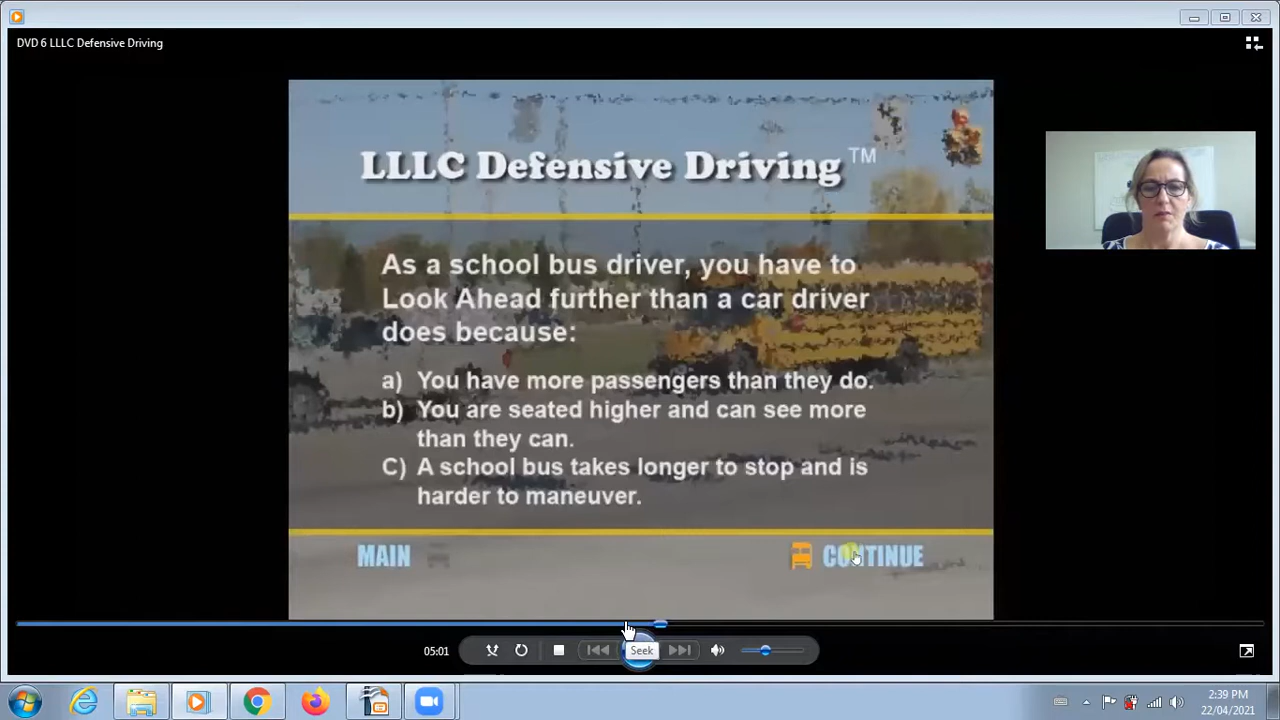 DVD 6 LLLC Defensive Driving
LLLC Defensive Driving™
As a school bus driver, you have to
Look Ahead further than a car driver
does because:
a) You have more passengers than they do.
b) You are seated higher and can see more
than they can.
C) A school bus takes longer to stop and is
harder to maneuver.
MAIN
CONTINUE
05:01
Seek
2:39 PM
22/04/2021